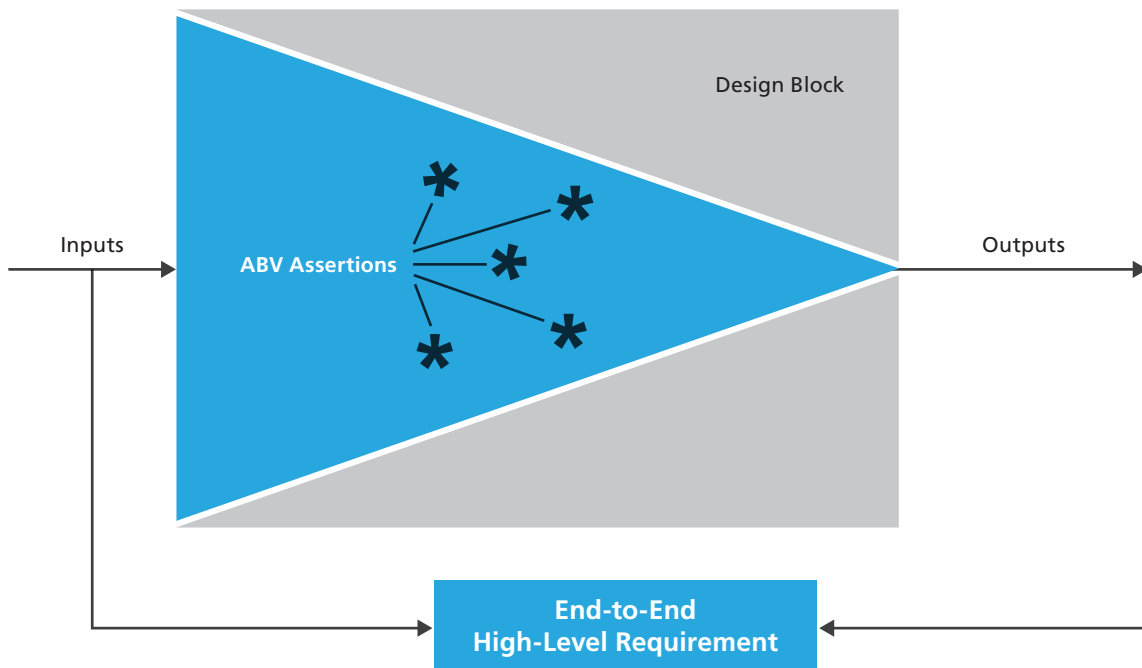 Design Block
Inputs
ABV Assertions
Outputs
End-to-End
High-Level Requirement